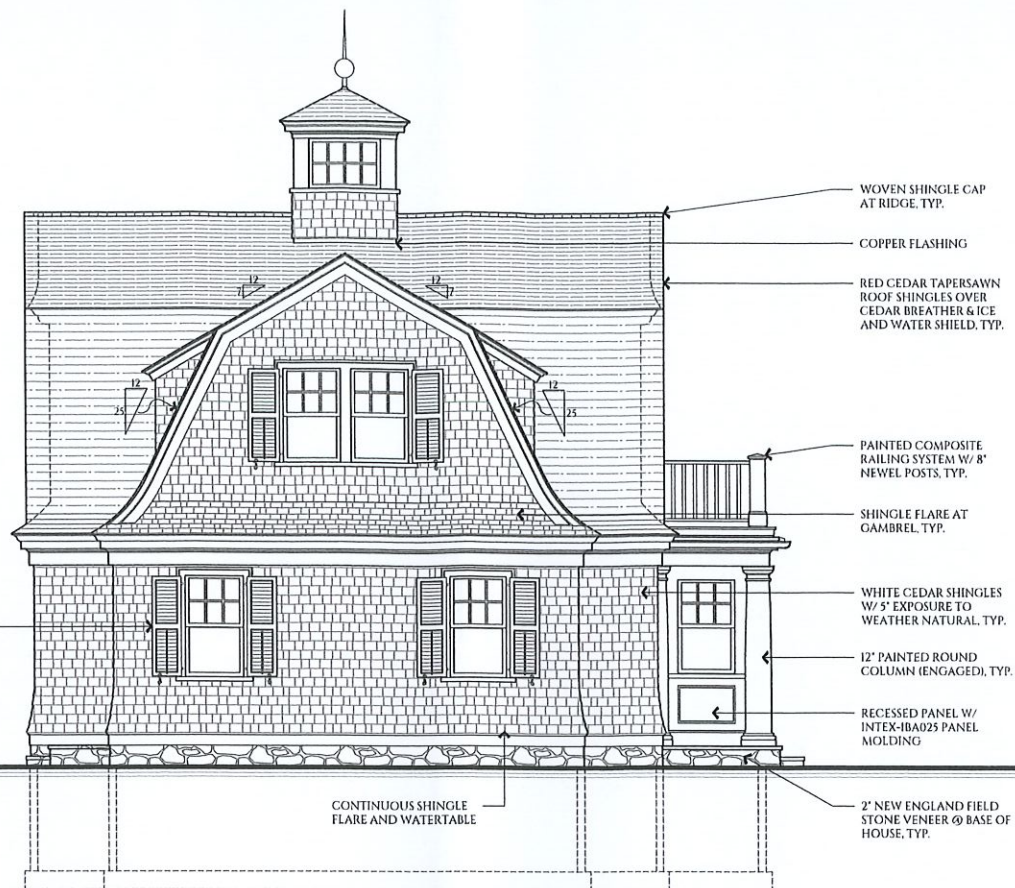 WOVEN SHINGLE CAP
AT RIDGE, TYP.
COPPER FLASHING
RED CEDAR TAPERSAWN
ROOF SHINGLES OVER
CEDAR BREATHER & ICE
AND WATER SHIELD, TYP.
12
7
12
7
12
25
12
25
PAINTED COMPOSITE
RAILING SYSTEM W/ 8"
NEWEL POSTS, TYP.
SHINGLE FLARE AT
GAMBREL, TYP.
WHITE CEDAR SHINGLES
W/ 5" EXPOSURE TO
WEATHER NATURAL, TYP.
12" PAINTED ROUND
COLUMN (ENGAGED), TYP.
RECESSED PANEL W/
INTEX-IBA025 PANEL
MOLDING
CONTINUOUS SHINGLE
FLARE AND WATERTABLE
2" NEW ENGLAND FIELD
STONE VENEER @ BASE OF
HOUSE, TYP.